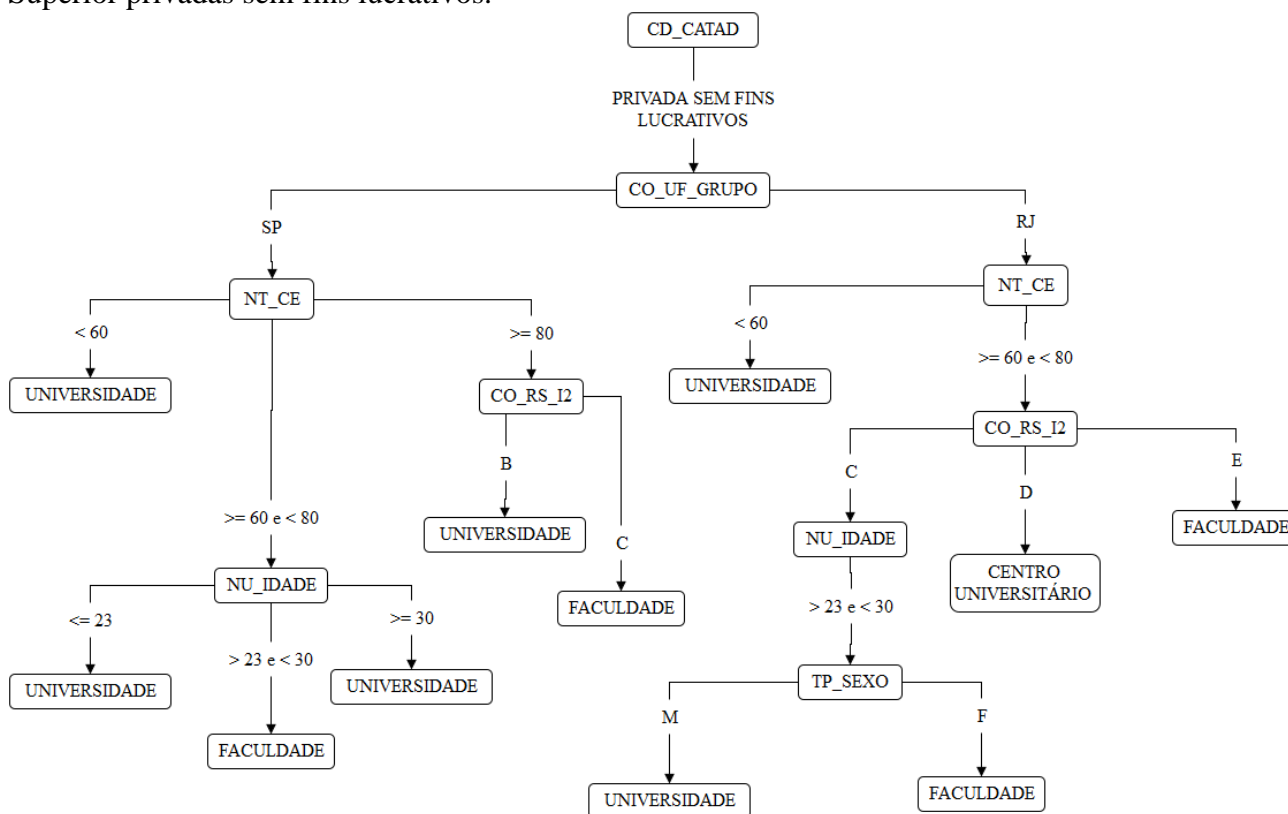 Superior privadas sem fins lucrativos.
CD_CATAD
PRIVADA SEM FINS
LUCRATIVOS
CO_UF_GRUPO
SP
RJ
NT_CE
NT_CE
< 60
>= 80
< 60
>= 60 e < 80
UNIVERSIDADE
CO_RS_I2
UNIVERSIDADE
CO_RS_I2
B
C
D
E
>= 60 e < 80
UNIVERSIDADE
C
NU_IDADE
FACULDADE
NU_IDADE
FACULDADE
CENTRO
UNIVERSITÁRIO
<= 23
> 23 e < 30
>= 30
> 23 e < 30
UNIVERSIDADE
UNIVERSIDADE
TP_SEXO
FACULDADE
M
F
UNIVERSIDADE
FACULDADE